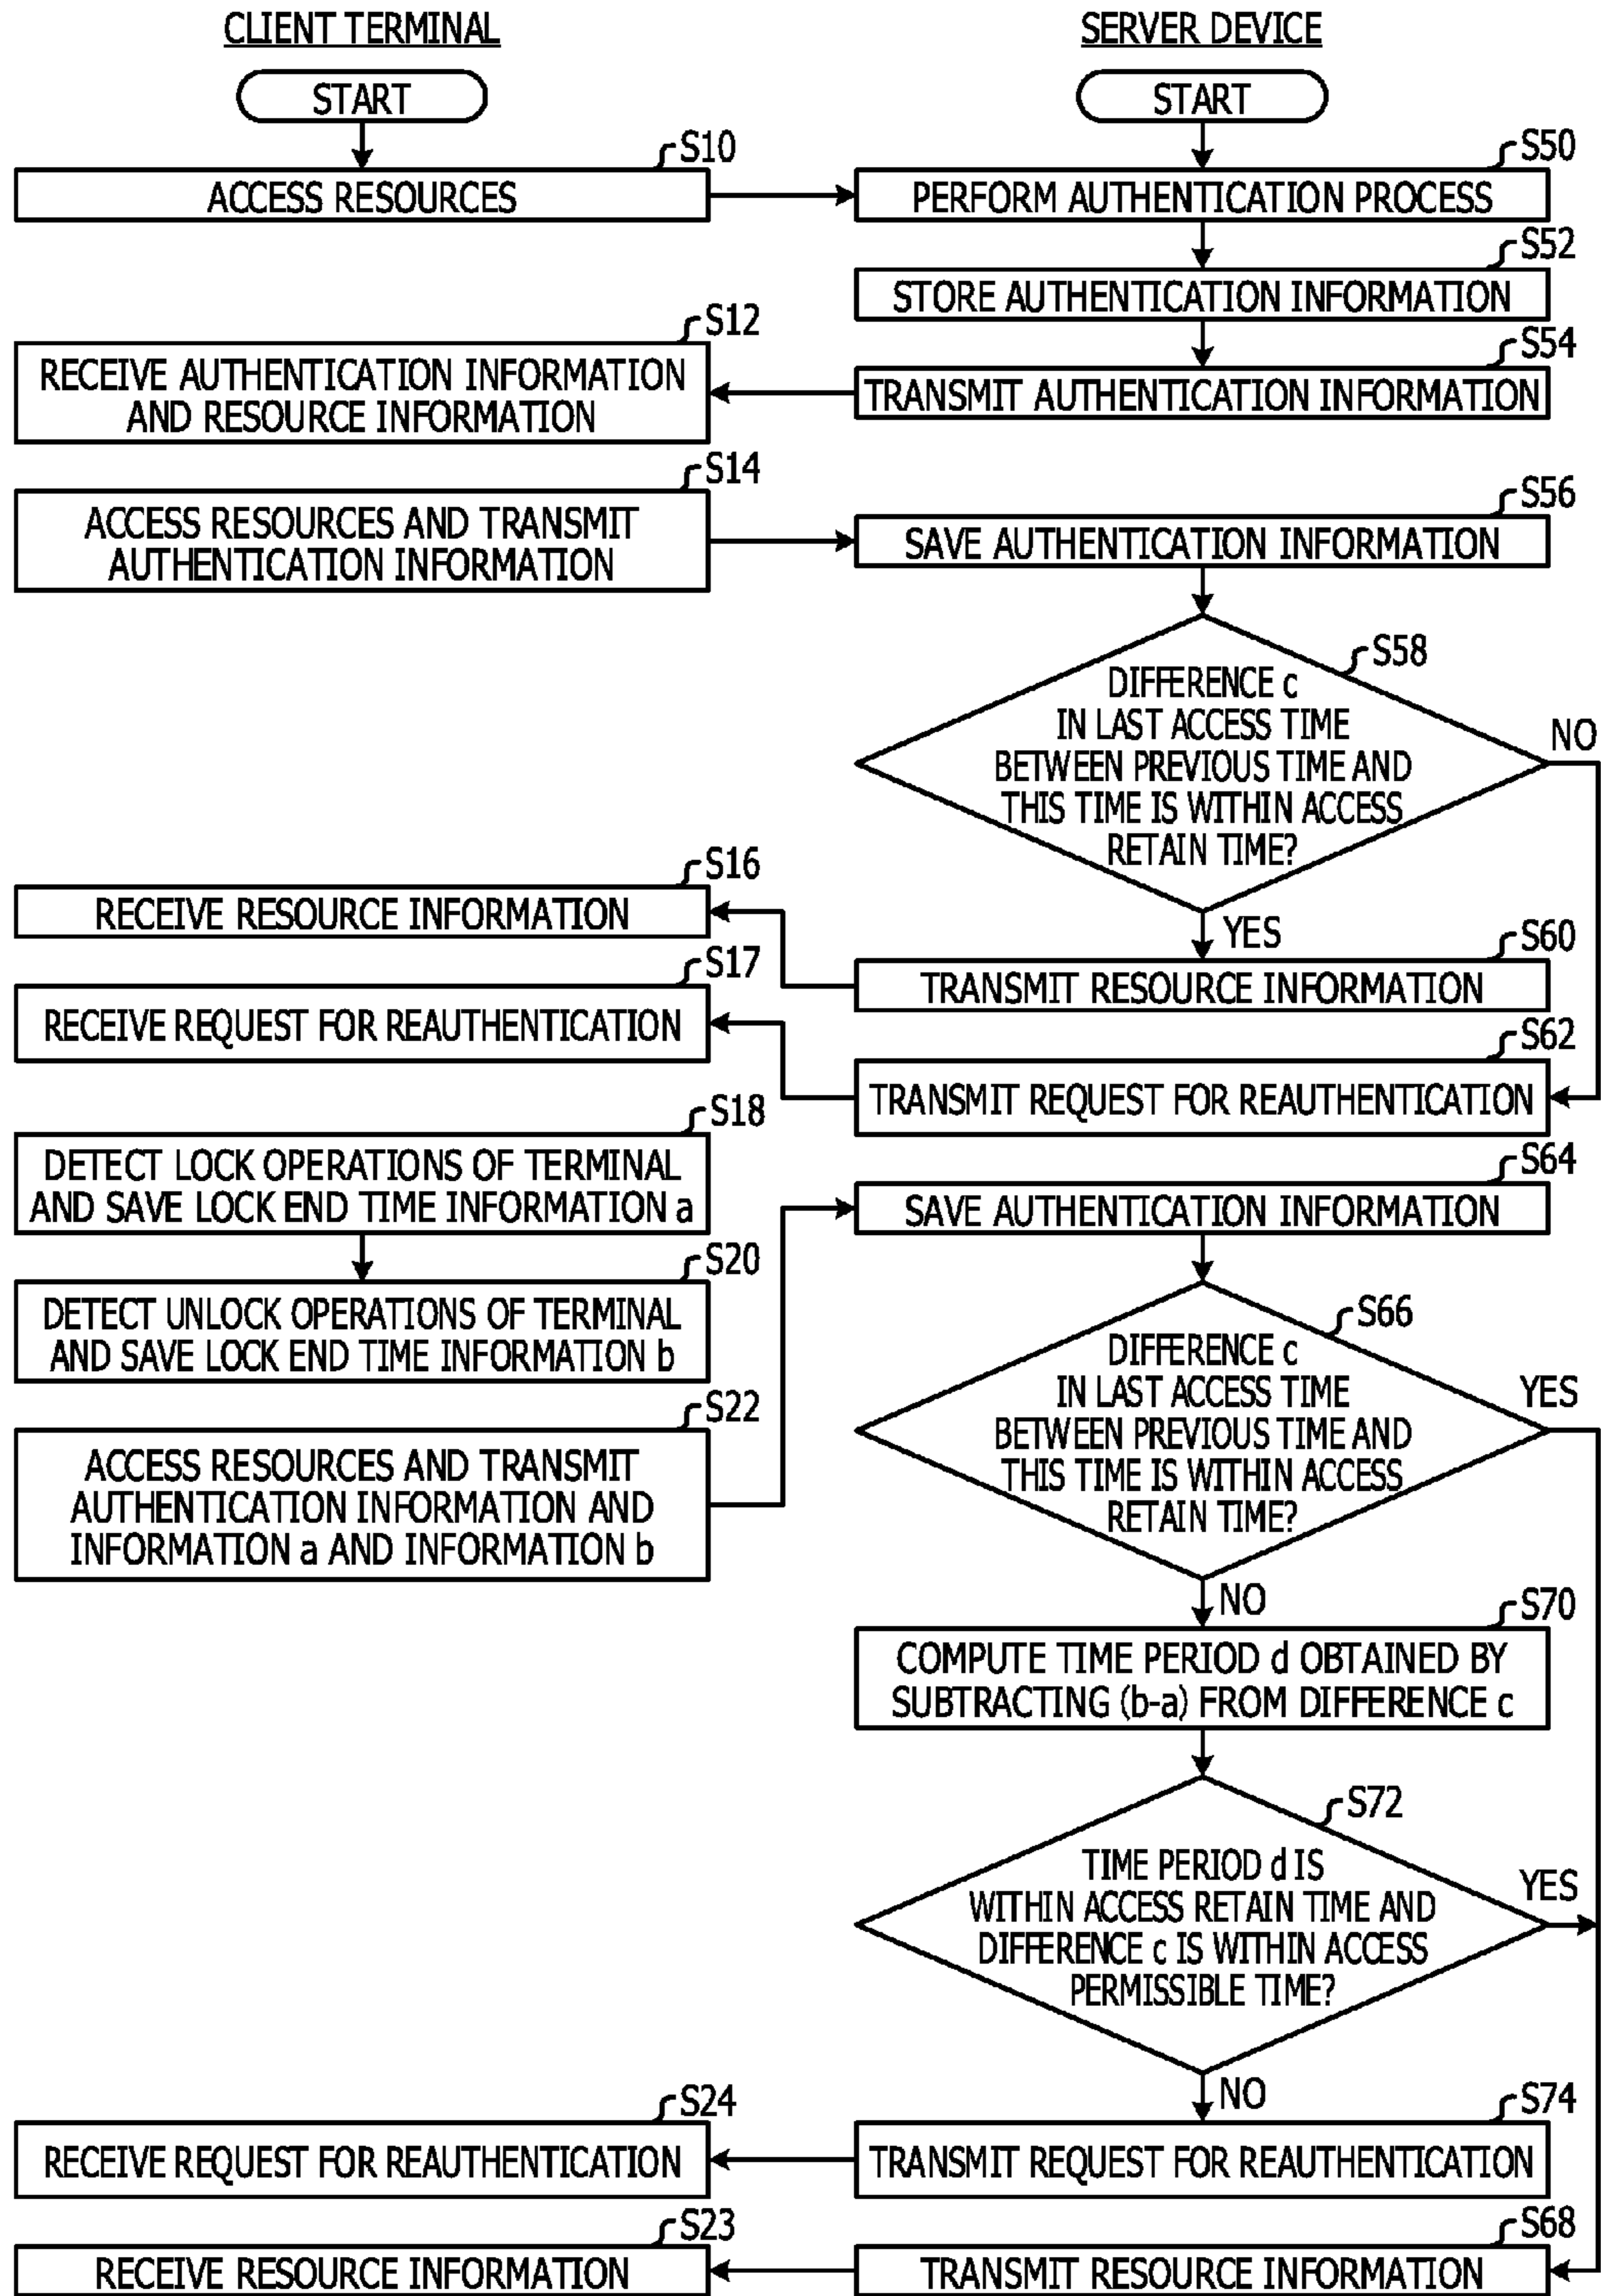 CLIENT TERMINAL
SERVER DEVICE
START
START
S10
ACCESS RESOURCES
S50
PERFORM AUTHENTICATION PROCESS
S52
STORE AUTHENTICATION INFORMATION
S12
RECEIVE AUTHENTICATION INFORMATION
AND RESOURCE INFORMATION
S54
TRANSMIT AUTHENTICATION INFORMATION
S14
ACCESS RESOURCES AND TRANSMIT
AUTHENTICATION INFORMATION
S56
SAVE AUTHENTICATION INFORMATION
S58
DIFFERENCE c
IN LAST ACCESS TIME
BETWEEN PREVIOUS TIME AND
THIS TIME IS WITHIN ACCESS
RETAIN TIME?
NO
YES
S16
RECEIVE RESOURCE INFORMATION
S60
TRANSMIT RESOURCE INFORMATION
S17
RECEIVE REQUEST FOR REAUTHENTICATION
S62
TRANSMIT REQUEST FOR REAUTHENTICATION
S18
DETECT LOCK OPERATIONS OF TERMINAL
AND SAVE LOCK END TIME INFORMATION a
S64
SAVE AUTHENTICATION INFORMATION
S20
DETECT UNLOCK OPERATIONS OF TERMINAL
AND SAVE LOCK END TIME INFORMATION b
S66
DIFFERENCE c
IN LAST ACCESS TIME
BETWEEN PREVIOUS TIME AND
THIS TIME IS WITHIN ACCESS
RETAIN TIME?
YES
NO
S22
ACCESS RESOURCES AND TRANSMIT
AUTHENTICATION INFORMATION AND
INFORMATION a AND INFORMATION b
S70
COMPUTE TIME PERIOD d OBTAINED BY
SUBTRACTING (b-a) FROM DIFFERENCE c
S72
TIME PERIOD d IS
WITHIN ACCESS RETAIN TIME AND
DIFFERENCE c IS WITHIN ACCESS
PERMISSIBLE TIME?
YES
NO
S24
RECEIVE REQUEST FOR REAUTHENTICATION
S74
TRANSMIT REQUEST FOR REAUTHENTICATION
S23
RECEIVE RESOURCE INFORMATION
S68
TRANSMIT RESOURCE INFORMATION